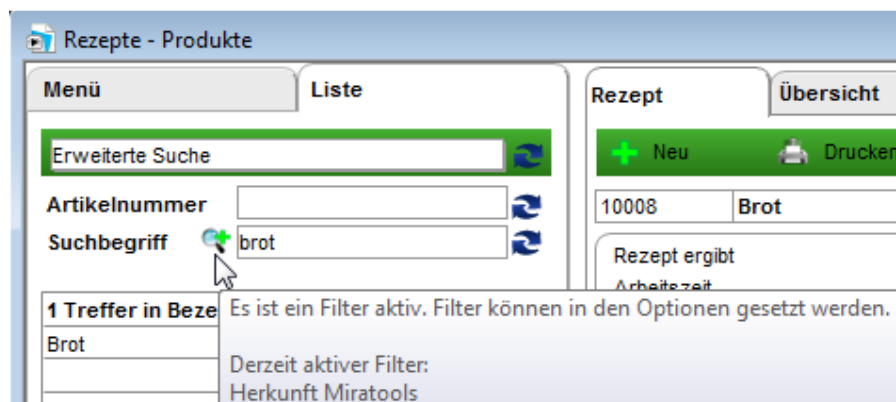 Rezepte - Produkte
Menü
Liste
Erweiterte Suche
Artikelnummer
Suchbegriff brot
1 Treffer in Beze
Brot
Rezept
Übersicht
Neu Drucken
10008 Brot
Rezept ergibt
Arbeitszeit
Es ist ein Filter aktiv. Filter können in den Optionen gesetzt werden.
Derzeit aktiver Filter:
Herkunft Miratools